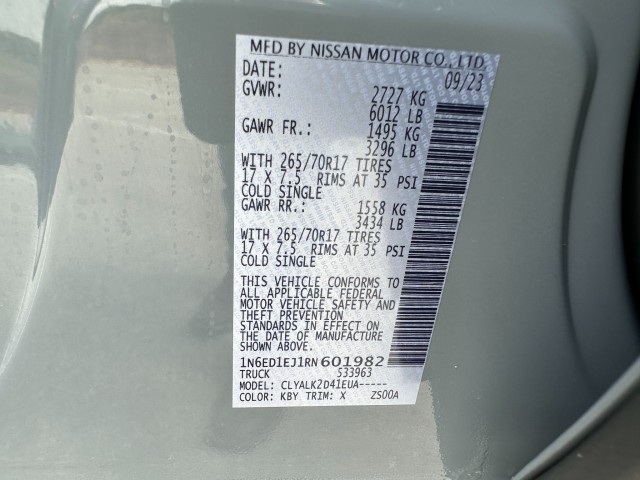 MFD BY NISSAN MOTOR CO., LTD.
DATE: 09/23
GVWR: 2727 KG
6012 LB
GAWR FR.: 1495 KG
3296 LB
WITH 265/70R17 TIRES
17 X 7.5 RIMS AT 35 PSI
COLD SINGLE
GAWR RR.: 1558 KG
3434 LB
WITH 265/70R17 TIRES
17 X 7.5 RIMS AT 35 PSI
COLD SINGLE
THIS VEHICLE CONFORMS TO
ALL APPLICABLE FEDERAL
MOTOR VEHICLE SAFETY AND
THEFT PREVENTION
STANDARDS IN EFFECT ON
THE DATE OF MANUFACTURE
SHOWN ABOVE.
1N6ED1EJ1RN601982
TRUCK 533963
MODEL: CLYALK2D41EUA-----
COLOR: KBY TRIM: X ZS00A